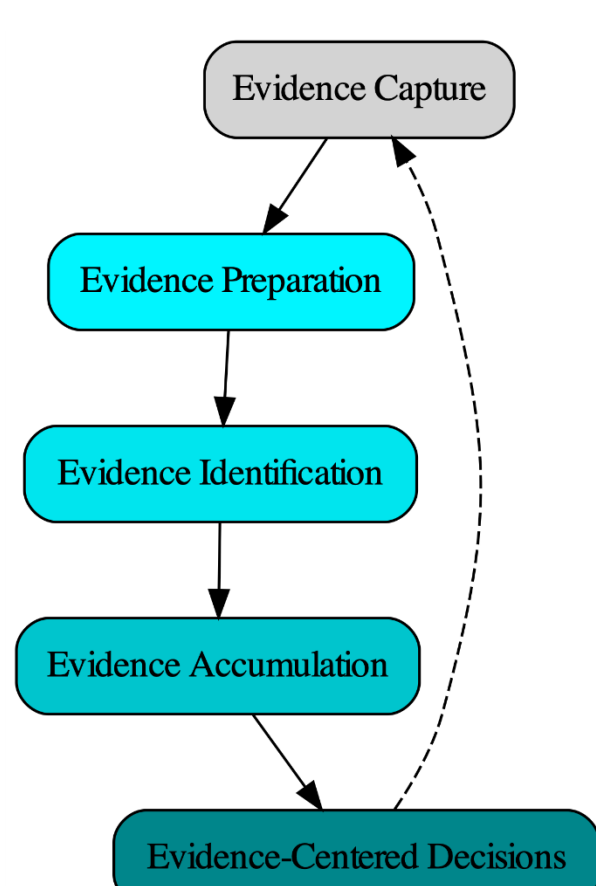 Evidence Capture
Evidence Preparation
Evidence Identification
Evidence Accumulation
Evidence-Centered Decisions